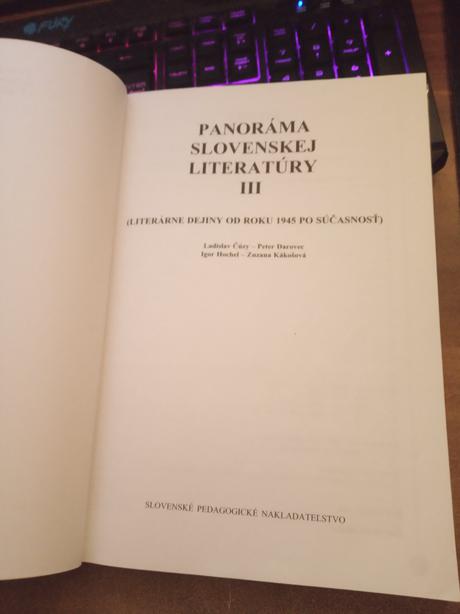 FURY
PANORÁMA
SLOVENSKEJ
LITERATÚRY
III
(LITERÁRNE DEJINY OD ROKU 1945 PO SÚČASNOSŤ)
Ladislav Čúzy – Peter Darovec
Igor Hochel – Zuzana Kákošová
SLOVENSKÉ PEDAGOGICKÉ NAKLADATEĽSTVO